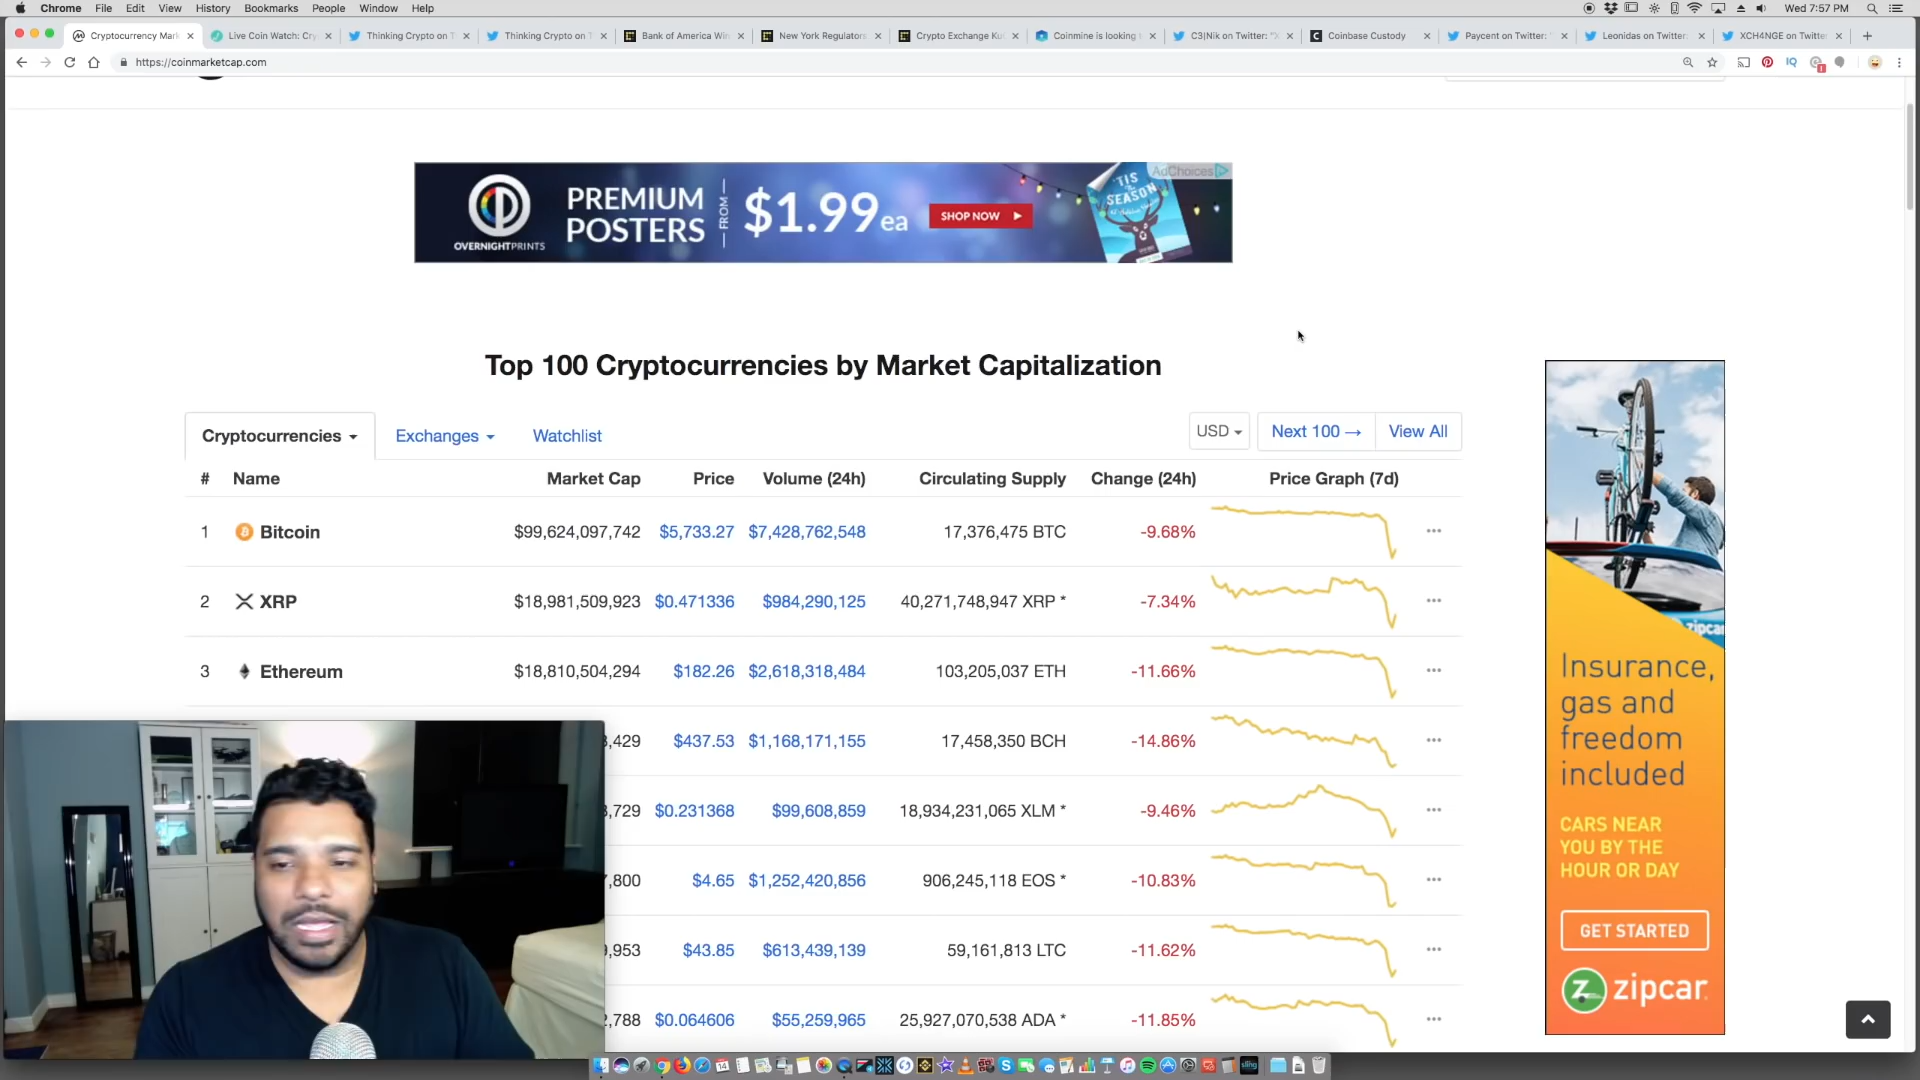 Chrome File Edit View History Bookmarks People Window Help Wed 7:57 PM
Cryptocurrency Mark Live Coin Watch: Cry Thinking Crypto on T Thinking Crypto on T Bank of America Win New York Regulators Crypto Exchange Ku Coinmine is looking C3|Nik on Twitter: "X Coinbase Custody Paycent on Twitter: Leonidas on Twitter: XCH4NGE on Twitte
https://coinmarketcap.com
AdChoices
OVERNIGHTPRINTS
PREMIUM
POSTERS
FROM
$1.99ea
SHOP NOW
'TIS
The
SEASON
Top 100 Cryptocurrencies by Market Capitalization
Cryptocurrencies Exchanges Watchlist USD Next 100 → View All
# Name Market Cap Price Volume (24h) Circulating Supply Change (24h) Price Graph (7d)
1 Bitcoin $99,624,097,742 $5,733.27 $7,428,762,548 17,376,475 BTC -9.68%
2 XRP $18,981,509,923 $0.471336 $984,290,125 40,271,748,947 XRP * -7.34%
3 Ethereum $18,810,504,294 $182.26 $2,618,318,484 103,205,037 ETH -11.66%
,429 $437.53 $1,168,171,155 17,458,350 BCH -14.86%
,729 $0.231368 $99,608,859 18,934,231,065 XLM * -9.46%
,800 $4.65 $1,252,420,856 906,245,118 EOS * -10.83%
,953 $43.85 $613,439,139 59,161,813 LTC -11.62%
,788 $0.064606 $55,259,965 25,927,070,538 ADA * -11.85%
zipcar
Insurance,
gas and
freedom
included
CARS NEAR
YOU BY THE
HOUR OR DAY
GET STARTED
Z zipcar